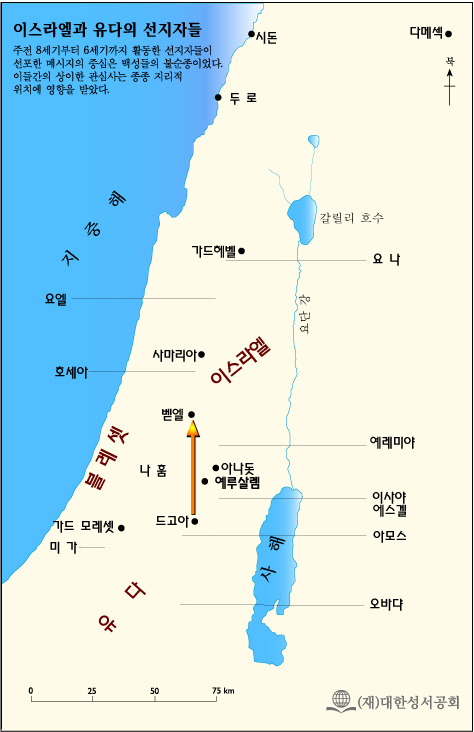 이스라엘과 유다의 선지자들
주전 8세기부터 6세기까지 활동한 선지자들이
선포한 메시지의 중심은 백성들의 불순종이었다.
이들간의 상이한 관심사는 종종 지리적
위치에 영향을 받았다.
시돈
다메섹
북
두 로
지 중 해
갈릴리 호수
가드헤벨
요 나
요엘
요단 강
사마리아
이스라엘
호세아
벧엘
블레셋
예레미야
나 훔
아나돗
예루살렘
이사야
에스겔
가드 모레셋
드고아
미 가
아모스
사 해
유 다
오바댜
0 25 50 75 km
(재)대한성서공회